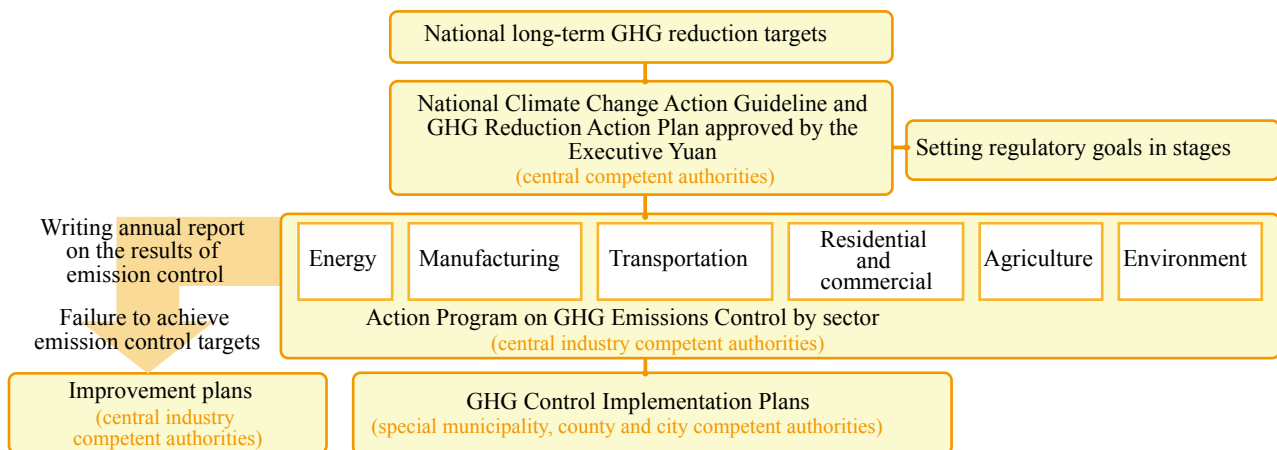 National long-term GHG reduction targets
National Climate Change Action Guideline and
GHG Reduction Action Plan approved by the
Executive Yuan
(central competent authorities)
Setting regulatory goals in stages
Writing annual report
on the results of
emission control
Energy
Manufacturing
Transportation
Residential
and
commercial
Agriculture
Environment
Action Program on GHG Emissions Control by sector
(central industry competent authorities)
Failure to achieve
emission control targets
Improvement plans
(central industry
competent authorities)
GHG Control Implementation Plans
(special municipality, county and city competent authorities)